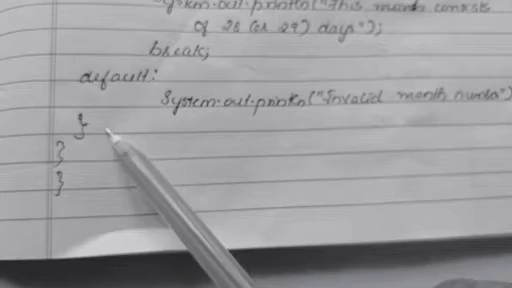 System.out.println("This month consists
of 28 (or 29) days");
break;
default:
System.out.println("Invalid month number")
}
}
}